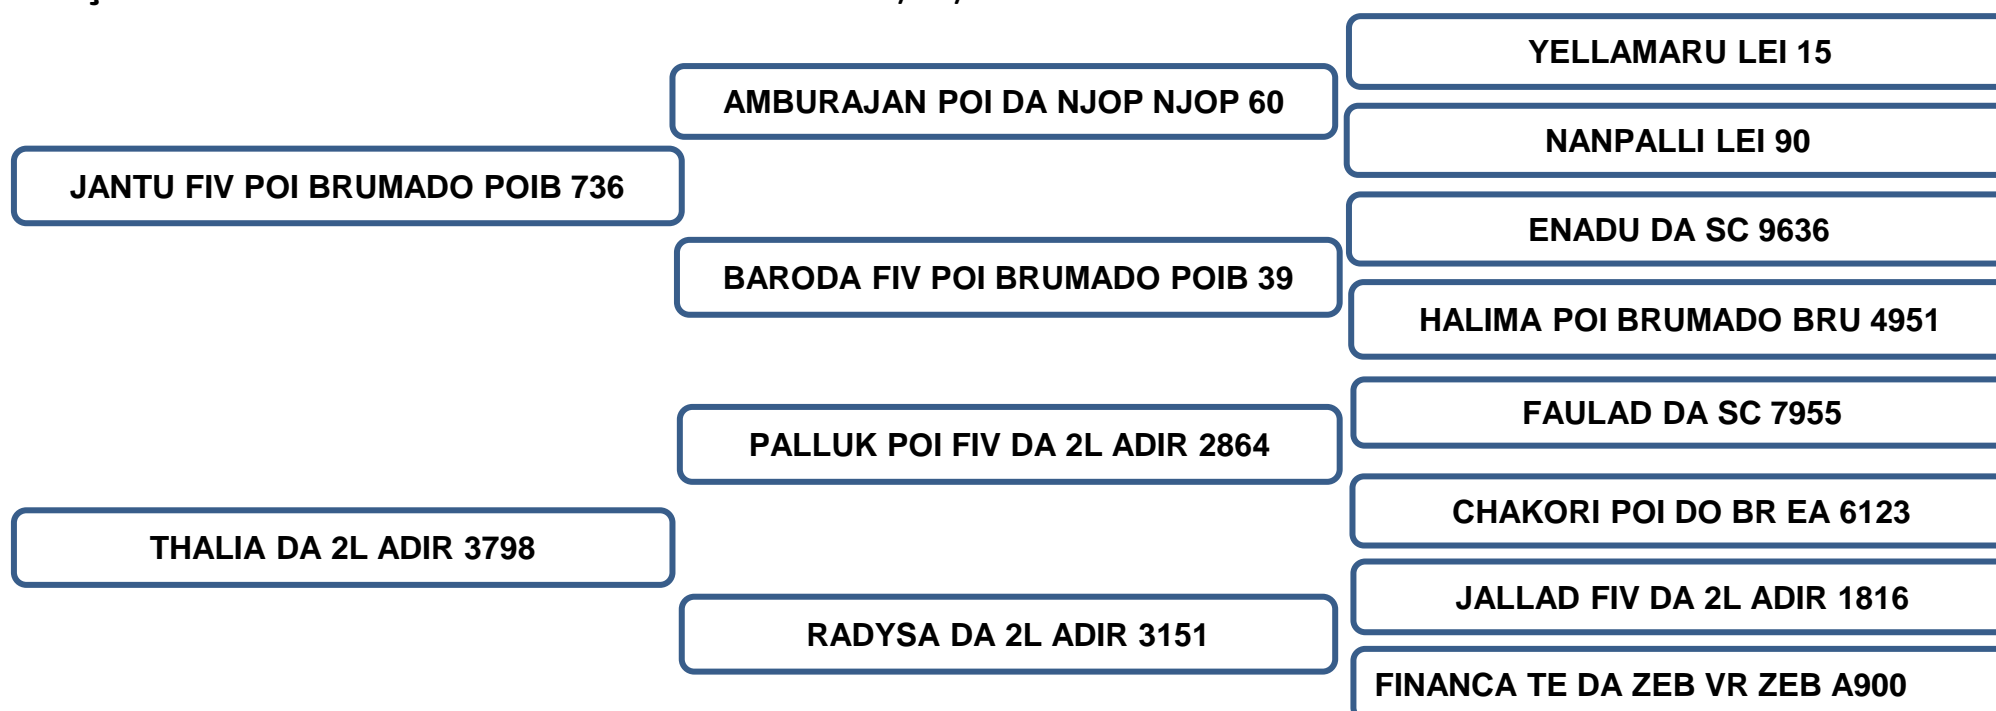 YELLAMARU LEI 15
AMBURAJAN POI DA NJOP NJOP 60
NANPALLI LEI 90
JANTU FIV POI BRUMADO POIB 736
ENADU DA SC 9636
BARODA FIV POI BRUMADO POIB 39
HALIMA POI BRUMADO BRU 4951
FAULAD DA SC 7955
PALLUK POI FIV DA 2L ADIR 2864
CHAKORI POI DO BR EA 6123
THALIA DA 2L ADIR 3798
JALLAD FIV DA 2L ADIR 1816
RADYSA DA 2L ADIR 3151
FINANCA TE DA ZEB VR ZEB A900